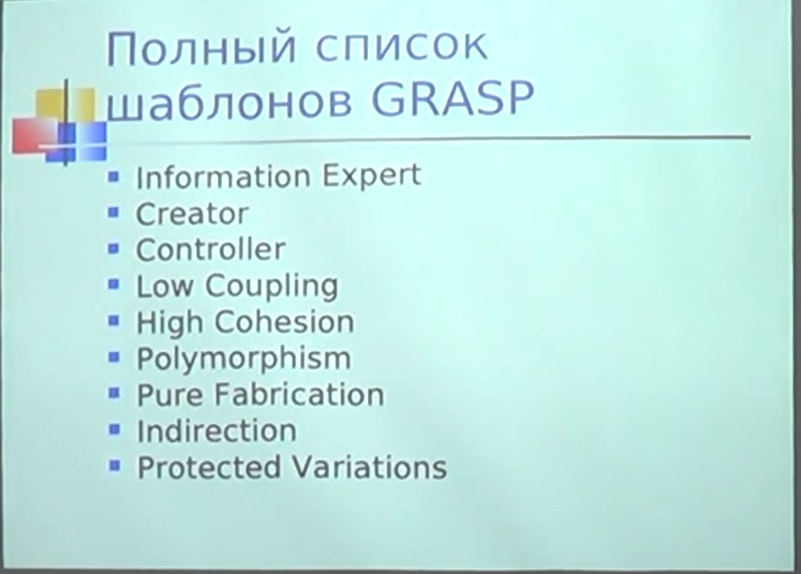 Полный список
шаблонов GRASP
Information Expert
Creator
Controller
Low Coupling
High Cohesion
Polymorphism
Pure Fabrication
Indirection
Protected Variations